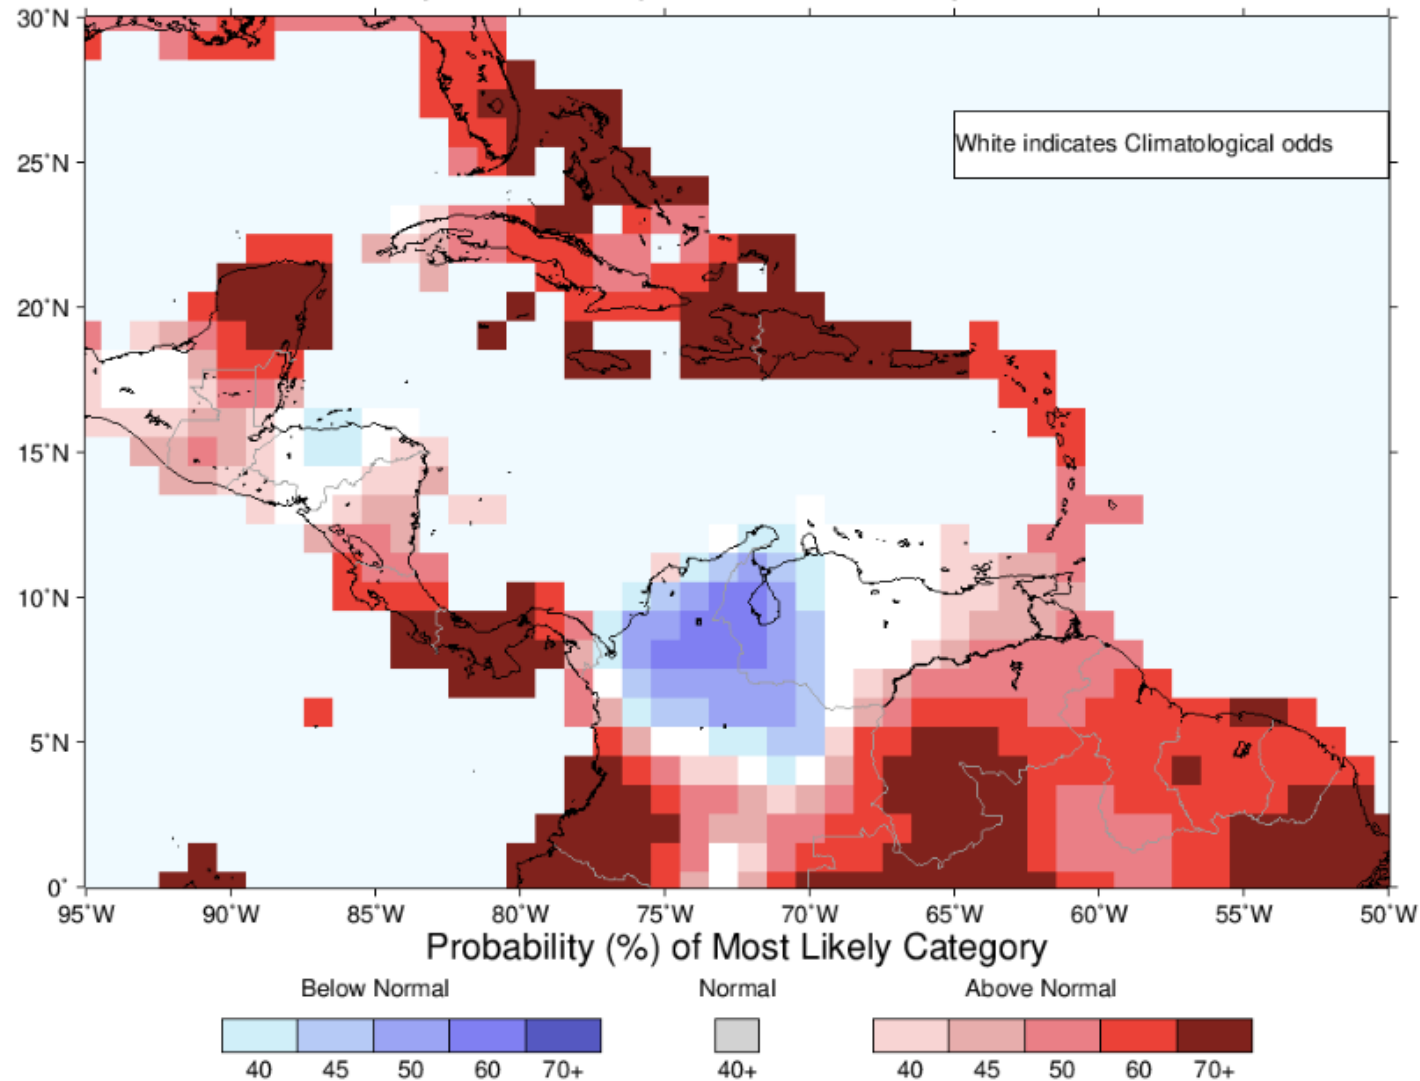 30°N
25°N
20°N
15°N
10°N
5°N
0°
White indicates Climatological odds
95°W 90°W 85°W 80°W 75°W 70°W 65°W 60°W 55°W 50°W
Probability (%) of Most Likely Category
Below Normal Normal Above Normal
40 45 50 60 70+ 40+ 40 45 50 60 70+